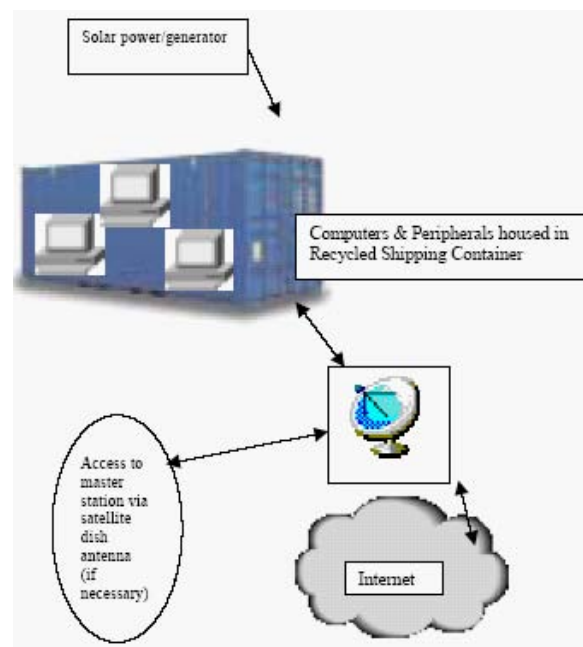 Solar power/generator
Computers & Peripherals housed in
Recycled Shipping Container
Access to
master
station via
satellite
dish
antenna
(if
necessary)
Internet